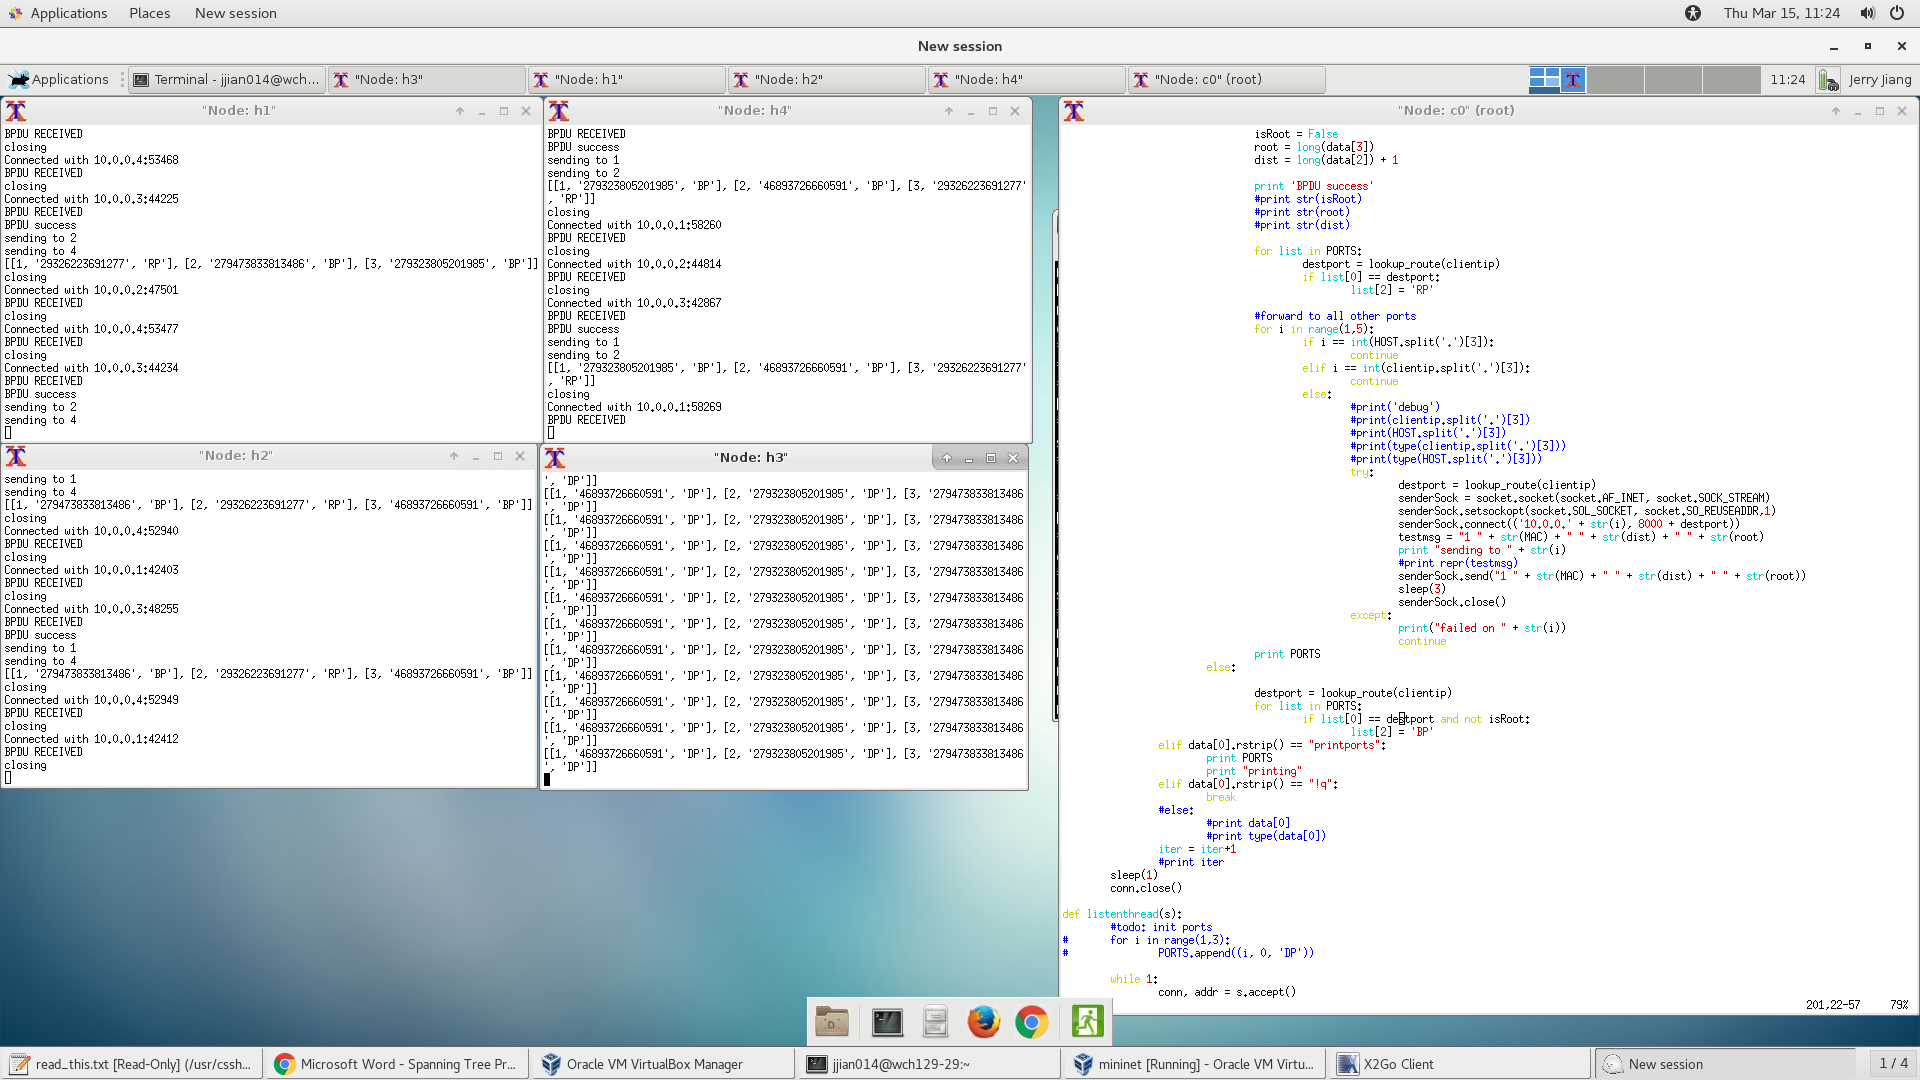 Applications Places New session Thu Mar 15, 11:24
New session
Applications Terminal - jjian014@wch... "Node: h3" "Node: h1" "Node: h2" "Node: h4" "Node: c0" (root) 11:24 Jerry Jiang
"Node: h1"
BPDU RECEIVED
closing
Connected with 10.0.0.4:53468
BPDU RECEIVED
closing
Connected with 10.0.0.3:44225
BPDU RECEIVED
BPDU success
sending to 2
sending to 4
[[1, '29326223691277', 'RP'], [2, '279473833813486', 'BP'], [3, '279323805201985', 'BP']]
closing
Connected with 10.0.0.2:47501
BPDU RECEIVED
closing
Connected with 10.0.0.4:53477
BPDU RECEIVED
closing
Connected with 10.0.0.3:44234
BPDU RECEIVED
BPDU success
sending to 2
sending to 4
"Node: h4"
BPDU RECEIVED
BPDU success
sending to 1
sending to 2
[[1, '279323805201985', 'BP'], [2, '46893726660591', 'BP'], [3, '29326223691277'
, 'RP']]
closing
Connected with 10.0.0.1:58260
BPDU RECEIVED
closing
Connected with 10.0.0.2:44814
BPDU RECEIVED
closing
Connected with 10.0.0.3:42867
BPDU RECEIVED
BPDU success
sending to 1
sending to 2
[[1, '279323805201985', 'BP'], [2, '46893726660591', 'BP'], [3, '29326223691277'
, 'RP']]
closing
Connected with 10.0.0.1:58269
BPDU RECEIVED
"Node: h2"
sending to 1
sending to 4
[[1, '279473833813486', 'BP'], [2, '29326223691277', 'RP'], [3, '46893726660591', 'BP']]
closing
Connected with 10.0.0.4:52940
BPDU RECEIVED
closing
Connected with 10.0.0.1:42403
BPDU RECEIVED
closing
Connected with 10.0.0.3:48255
BPDU RECEIVED
BPDU success
sending to 1
sending to 4
[[1, '279473833813486', 'BP'], [2, '29326223691277', 'RP'], [3, '46893726660591', 'BP']]
closing
Connected with 10.0.0.4:52949
BPDU RECEIVED
closing
Connected with 10.0.0.1:42412
BPDU RECEIVED
closing
"Node: h3"
', 'DP']]
[[1, '46893726660591', 'DP'], [2, '279323805201985', 'DP'], [3, '279473833813486
', 'DP']]
[[1, '46893726660591', 'DP'], [2, '279323805201985', 'DP'], [3, '279473833813486
', 'DP']]
[[1, '46893726660591', 'DP'], [2, '279323805201985', 'DP'], [3, '279473833813486
', 'DP']]
[[1, '46893726660591', 'DP'], [2, '279323805201985', 'DP'], [3, '279473833813486
', 'DP']]
[[1, '46893726660591', 'DP'], [2, '279323805201985', 'DP'], [3, '279473833813486
', 'DP']]
[[1, '46893726660591', 'DP'], [2, '279323805201985', 'DP'], [3, '279473833813486
', 'DP']]
[[1, '46893726660591', 'DP'], [2, '279323805201985', 'DP'], [3, '279473833813486
', 'DP']]
[[1, '46893726660591', 'DP'], [2, '279323805201985', 'DP'], [3, '279473833813486
', 'DP']]
[[1, '46893726660591', 'DP'], [2, '279323805201985', 'DP'], [3, '279473833813486
', 'DP']]
[[1, '46893726660591', 'DP'], [2, '279323805201985', 'DP'], [3, '279473833813486
', 'DP']]
[[1, '46893726660591', 'DP'], [2, '279323805201985', 'DP'], [3, '279473833813486
', 'DP']]
"Node: c0" (root)
isRoot = False
root = long(data[3])
dist = long(data[2]) + 1
print 'BPDU success'
#print str(isRoot)
#print str(root)
#print str(dist)
for list in PORTS:
destport = lookup_route(clientip)
if list[0] == destport:
list[2] = 'RP'
#forward to all other ports
for i in range(1,5):
if i == int(HOST.split('.')[3]):
continue
elif i == int(clientip.split('.')[3]):
continue
else:
#print('debug')
#print(clientip.split('.')[3])
#print(HOST.split('.')[3])
#print(type(clientip.split('.')[3]))
#print(type(HOST.split('.')[3]))
try:
destport = lookup_route(clientip)
senderSock = socket.socket(socket.AF_INET, socket.SOCK_STREAM)
senderSock.setsockopt(socket.SOL_SOCKET, socket.SO_REUSEADDR,1)
senderSock.connect(('10.0.0.' + str(i), 8000 + destport))
testmsg = "1 " + str(MAC) + " " + str(dist) + " " + str(root)
print "sending to " + str(i)
#print repr(testmsg)
senderSock.send("1 " + str(MAC) + " " + str(dist) + " " + str(root))
sleep(3)
senderSock.close()
except:
print("failed on " + str(i))
continue
print PORTS
else:
destport = lookup_route(clientip)
for list in PORTS:
if list[0] == destport and not isRoot:
list[2] = 'BP'
elif data[0].rstrip() == "printports":
print PORTS
print "printing"
elif data[0].rstrip() == "!q":
break
#else:
#print data[0]
#print type(data[0])
iter = iter+1
#print iter
sleep(1)
conn.close()
def listenthread(s):
#todo: init ports
# for i in range(1,3):
# PORTS.append((i, 0, 'DP'))
while 1:
conn, addr = s.accept()
201,22-57 79%
read_this.txt [Read-Only] (/usr/cssh... Microsoft Word - Spanning Tree Pr... Oracle VM VirtualBox Manager jjian014@wch129-29:~ mininet [Running] - Oracle VM Virtu... X2Go Client New session 1 / 4